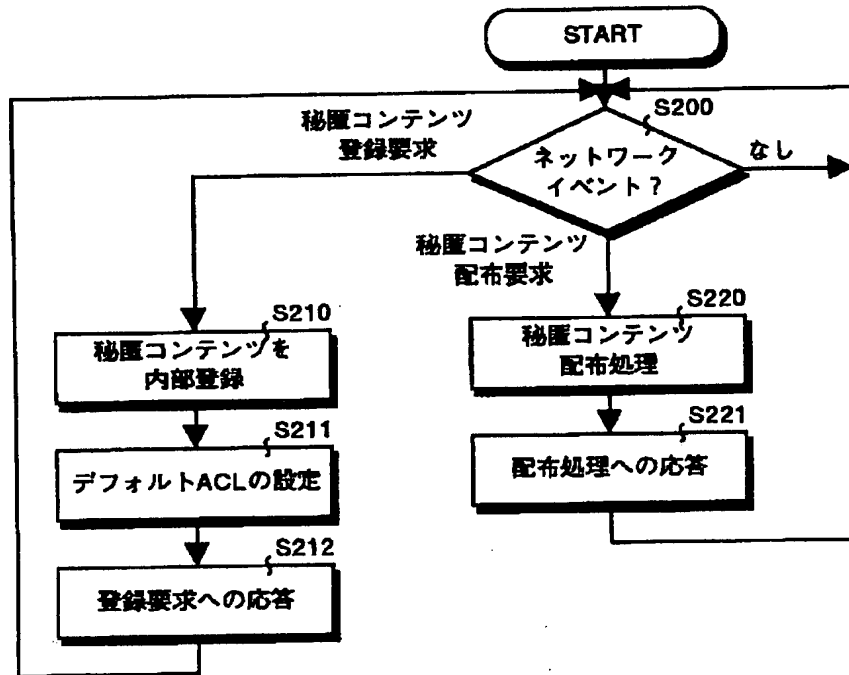 START
S200
秘匿コンテンツ
登録要求
ネットワーク
イベント？
なし
秘匿コンテンツ
配布要求
S210
秘匿コンテンツを
内部登録
S220
秘匿コンテンツ
配布処理
S211
デフォルトACLの設定
S221
配布処理への応答
S212
登録要求への応答